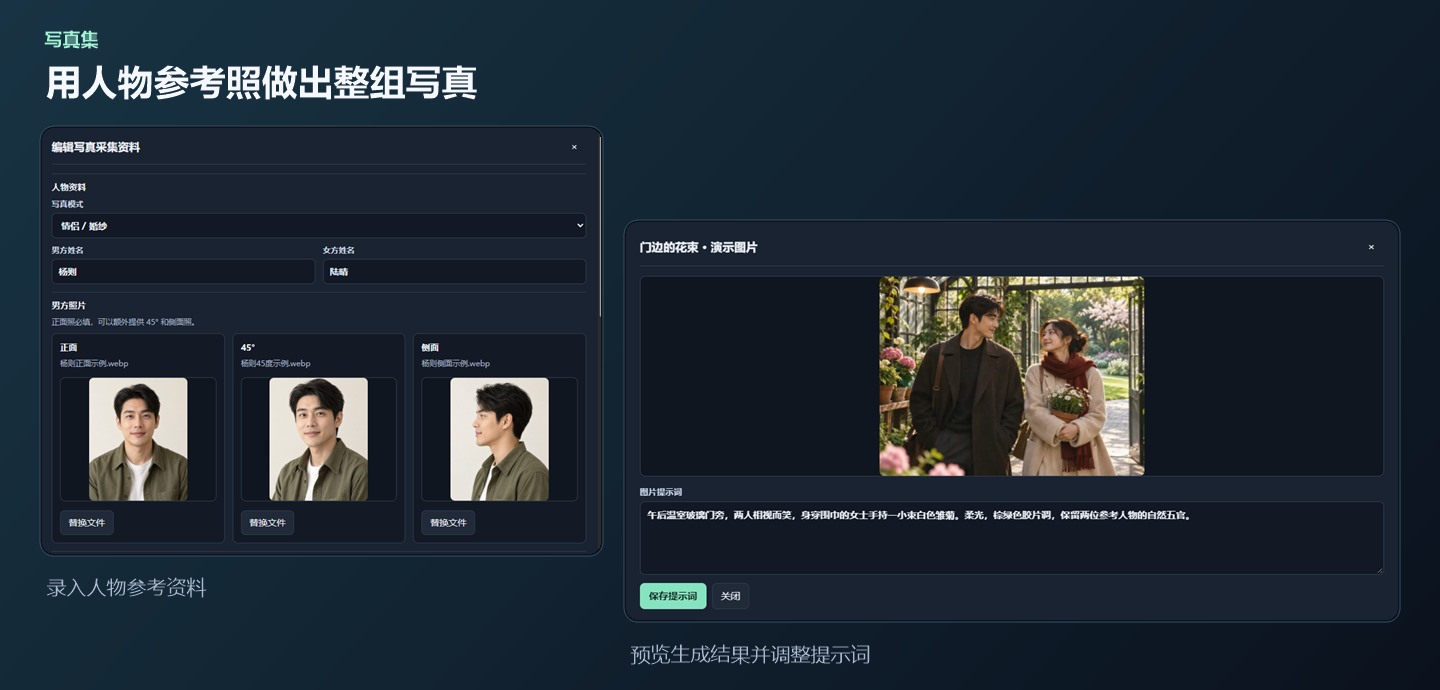 写真集
用人物参考照做出整组写真
编辑写真采集资料
×
人物资料
写真模式
情侣 / 婚纱
男方姓名
女方姓名
杨则
陆晴
男方照片
正面照必填，可以额外提供 45° 和侧面照。
正面
45°
侧面
杨则正面示例.webp
杨则45度示例.webp
杨则侧面示例.webp
替换文件
替换文件
替换文件
录入人物参考资料
门边的花束 • 演示图片
×
图片提示词
午后温室玻璃门旁，两人相视而笑，身穿围巾的女士手持一小束白色雏菊。柔光，棕绿色胶片调，保留两位参考人物的自然五官。
保存提示词
关闭
预览生成结果并调整提示词